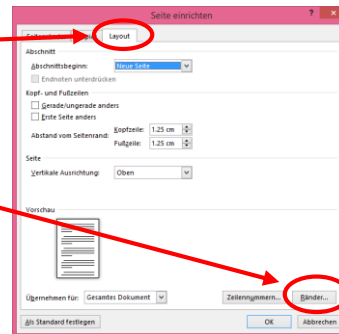 Seite einrichten
? ×
Layout
Abschnitt
Abschnittsbeginn: Neue Seite
Endnoten unterdrücken
Kopf- und Fußzeilen
Gerade/ungerade anders
Erste Seite anders
Abstand vom Seitenrand: Kopfzeile: 1.25 cm
Fußzeile: 1.25 cm
Seite
Vertikale Ausrichtung: Oben
Vorschau
Übernehmen für: Gesamtes Dokument Zeilennummern... Ränder...
Als Standard festlegen OK Abbrechen